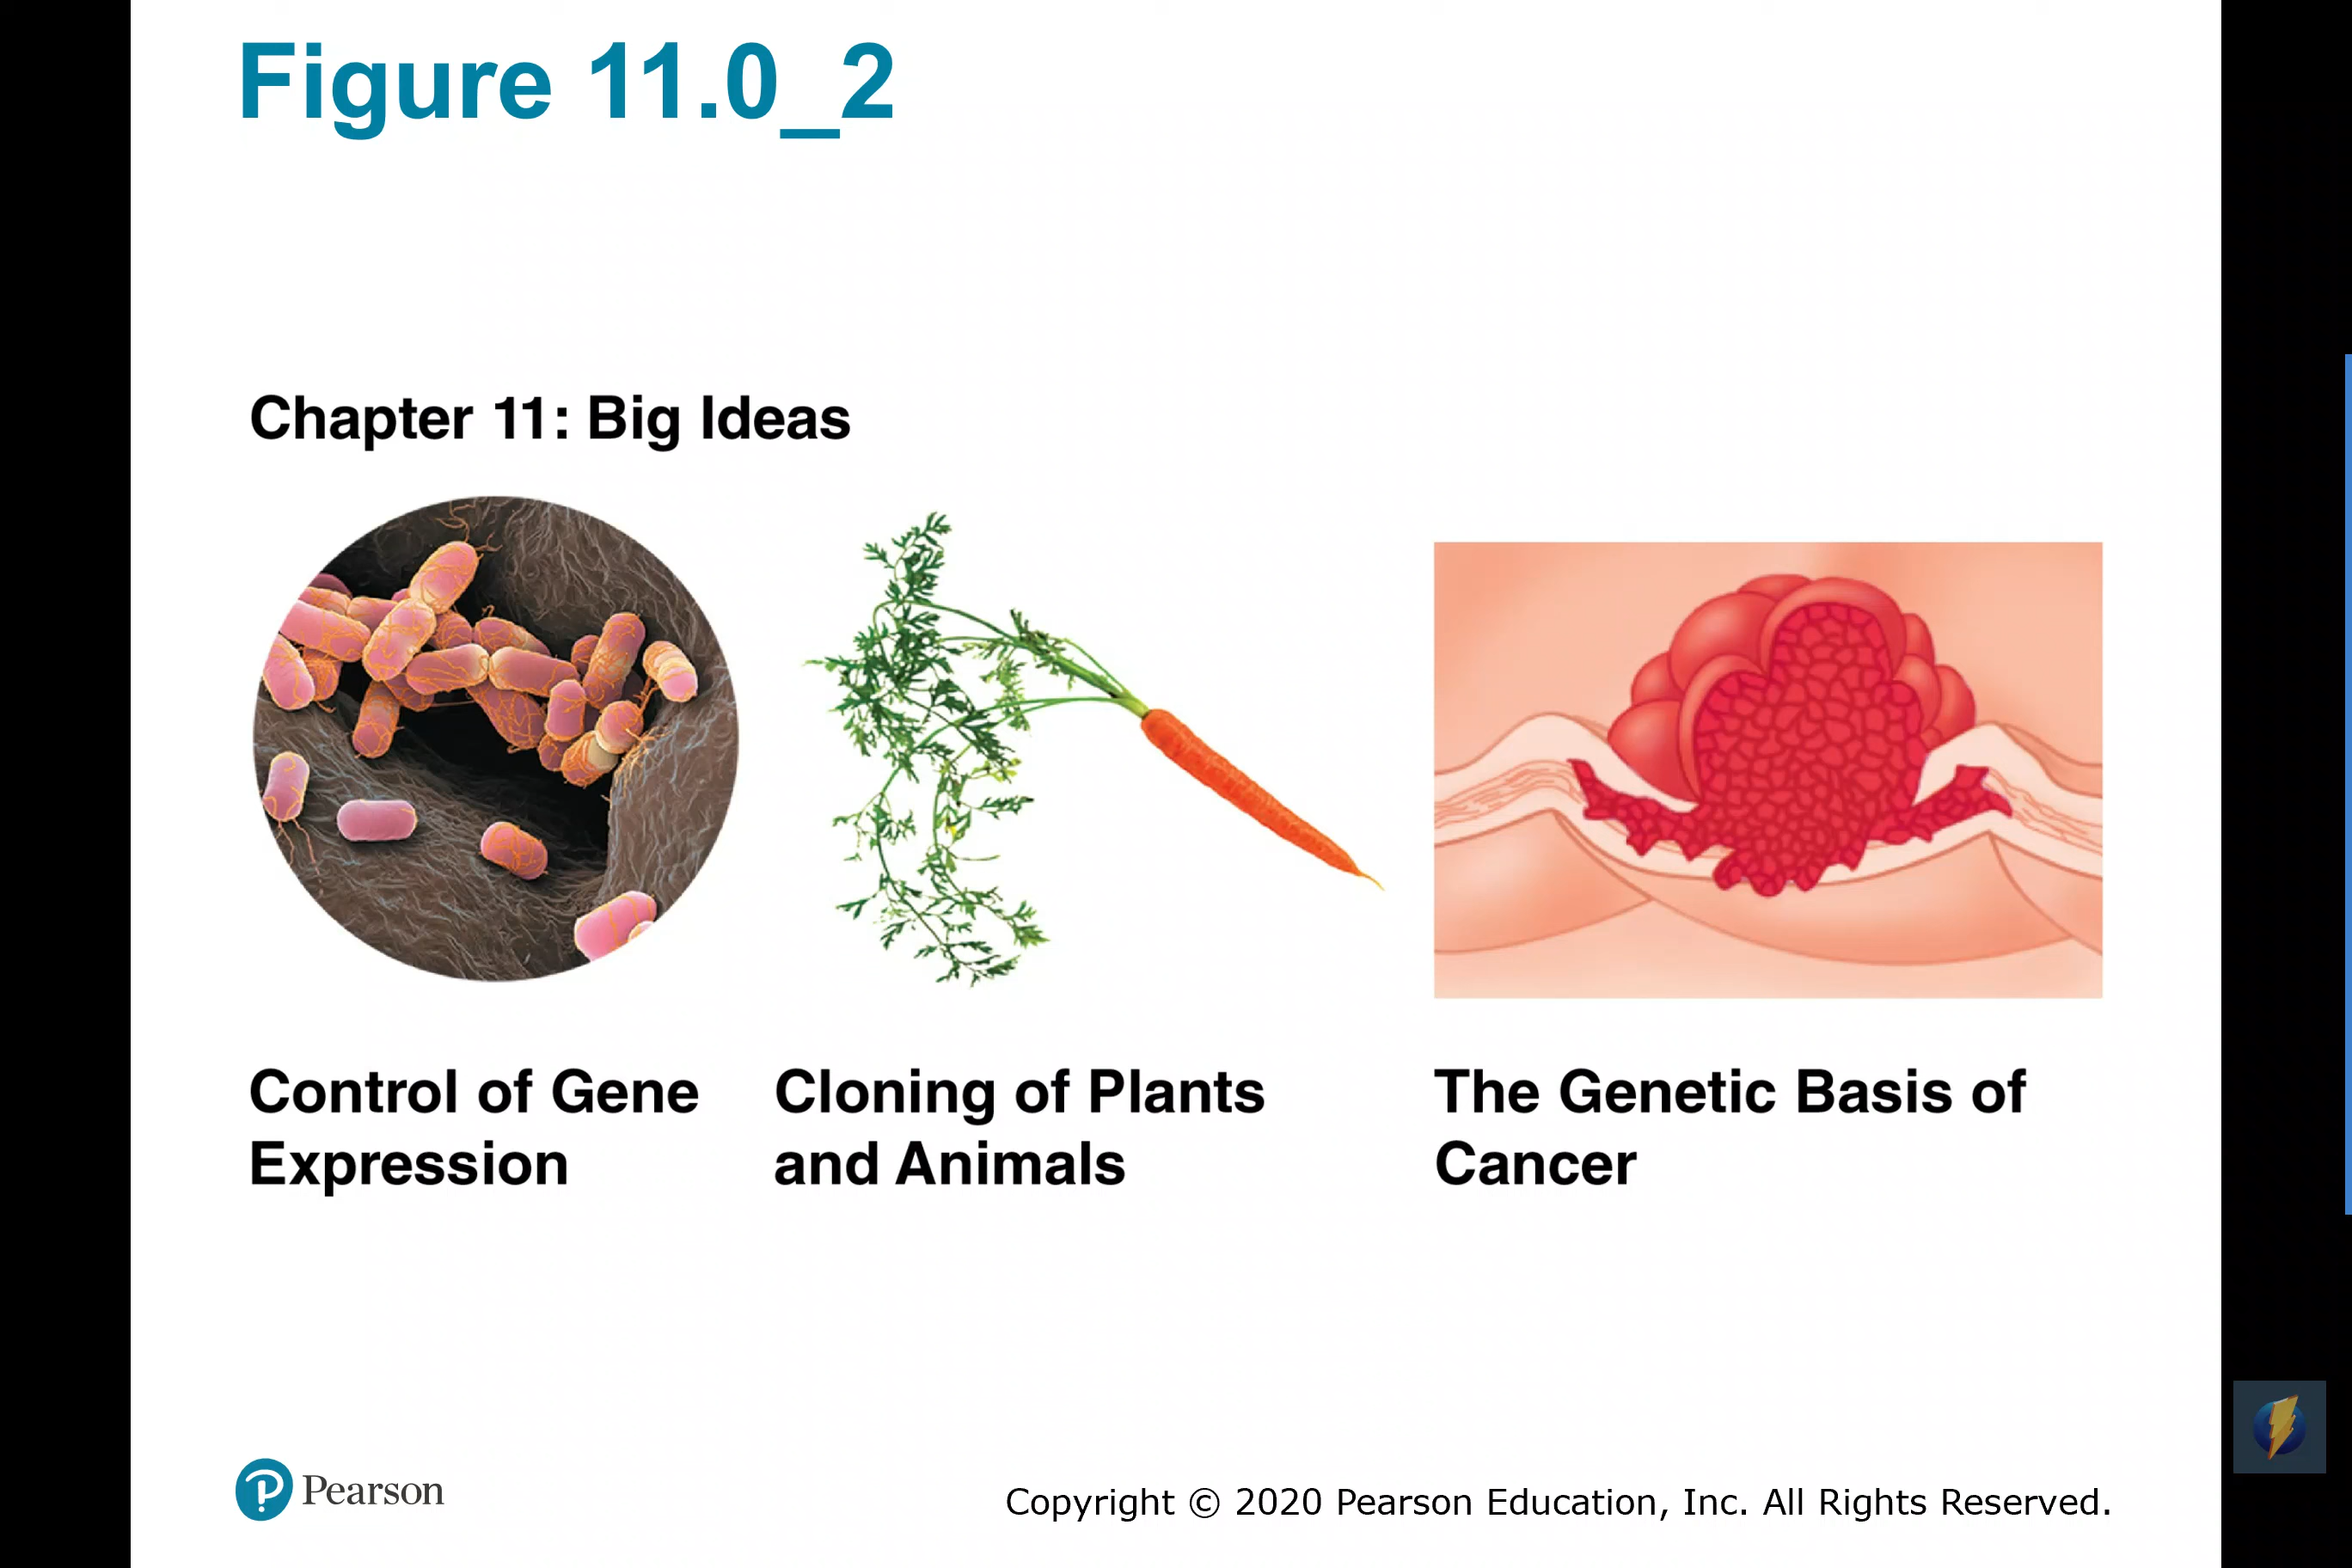 Figure 11.0_2
Chapter 11: Big Ideas
Control of Gene
Expression
Cloning of Plants
and Animals
The Genetic Basis of
Cancer
Pearson
Copyright © 2020 Pearson Education, Inc. All Rights Reserved.